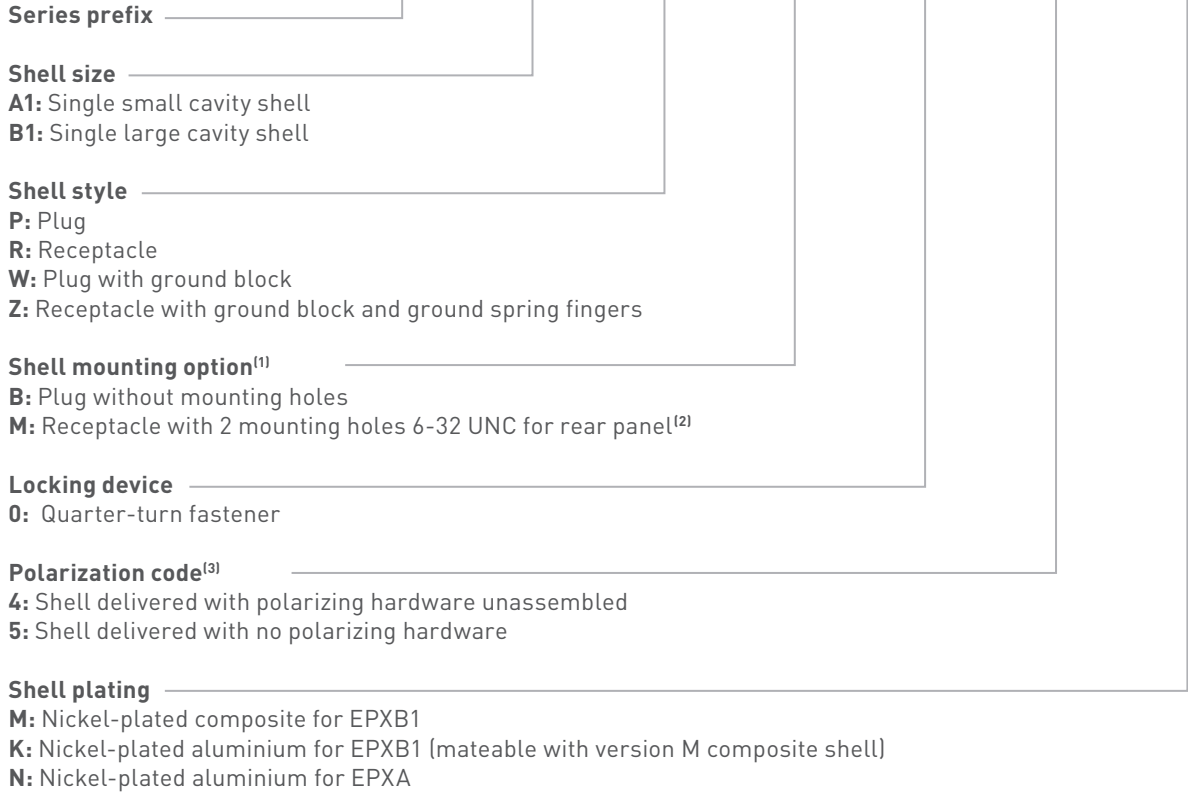 Series prefix
Shell size
A1: Single small cavity shell
B1: Single large cavity shell
Shell style
P: Plug
R: Receptacle
W: Plug with ground block
Z: Receptacle with ground block and ground spring fingers
Shell mounting option(1)
B: Plug without mounting holes
M: Receptacle with 2 mounting holes 6-32 UNC for rear panel(2)
Locking device
0: Quarter-turn fastener
Polarization code(3)
4: Shell delivered with polarizing hardware unassembled
5: Shell delivered with no polarizing hardware
Shell plating
M: Nickel-plated composite for EPXB1
K: Nickel-plated aluminium for EPXB1 (mateable with version M composite shell)
N: Nickel-plated aluminium for EPXA